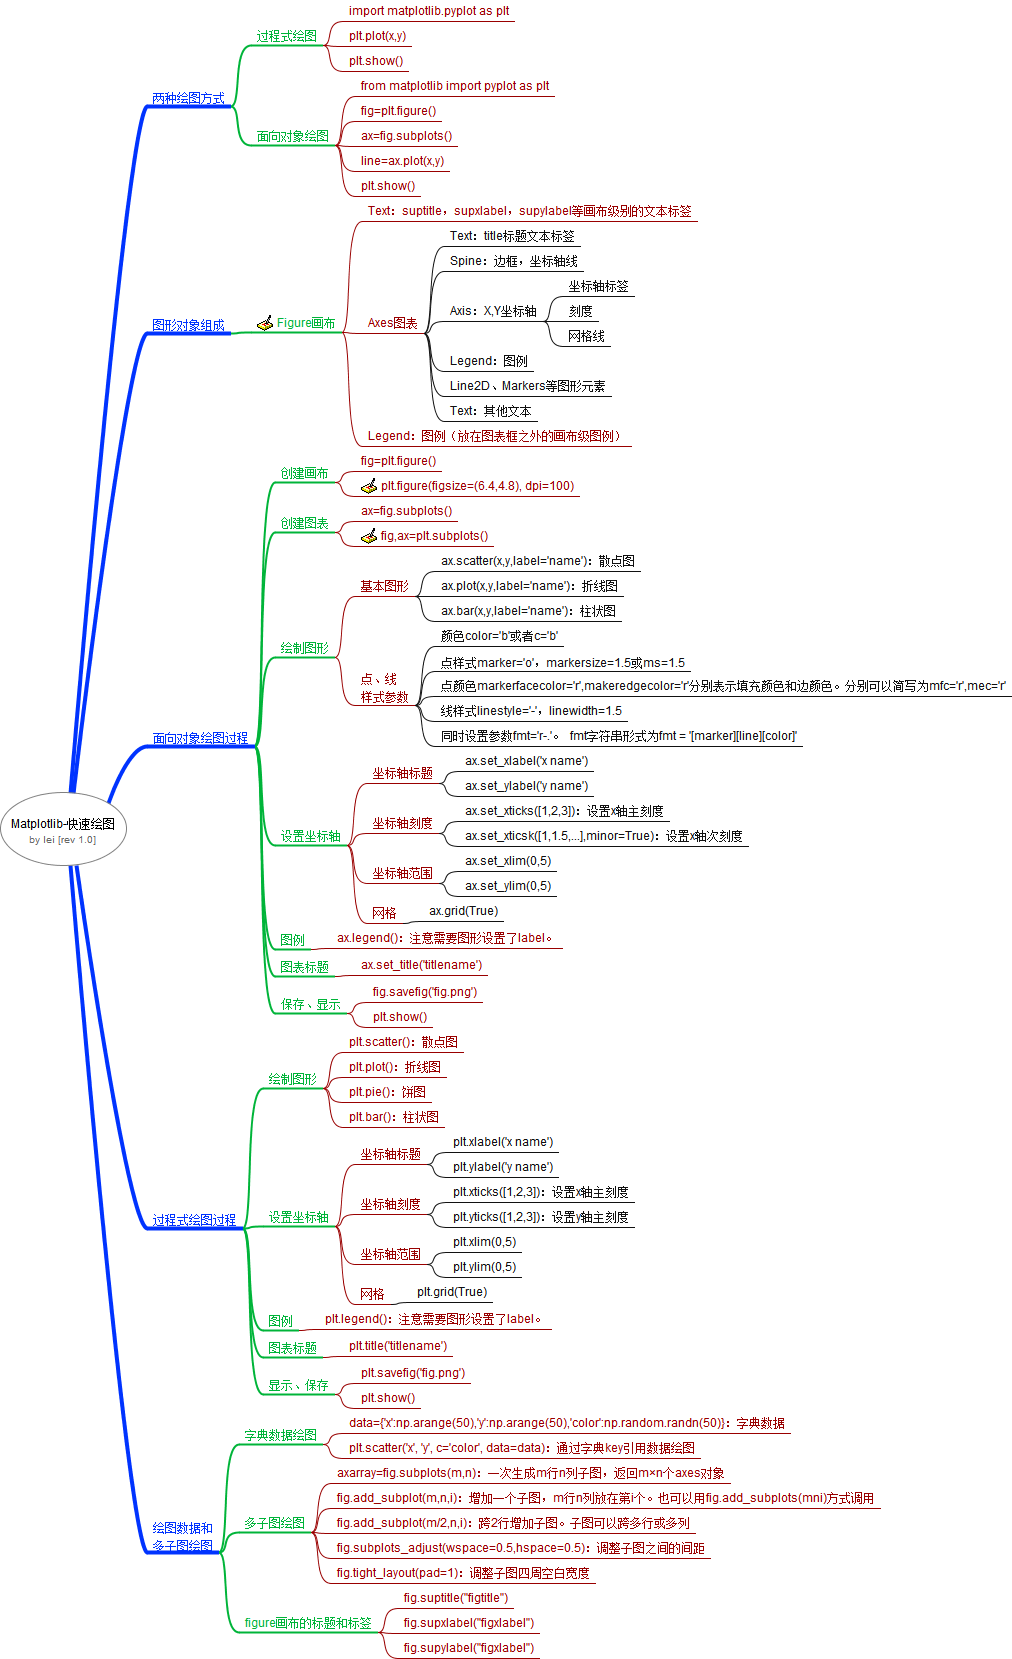 import matplotlib.pyplot as plt
过程式绘图
plt.plot(x,y)
plt.show()
from matplotlib import pyplot as plt
两种绘图方式
fig=plt.figure()
面向对象绘图
ax=fig.subplots()
line=ax.plot(x,y)
plt.show()
Text：suptitle，supxlabel，supylabel等画布级别的文本标签
Text：title标题文本标签
Spine：边框，坐标轴线
坐标轴标签
Axis：X,Y坐标轴
刻度
图形对象组成
Figure画布
Axes图表
网格线
Legend：图例
Line2D、Markers等图形元素
Text：其他文本
Legend：图例（放在图表框之外的画布级图例）
fig=plt.figure()
创建画布
plt.figure(figsize=(6.4,4.8), dpi=100)
ax=fig.subplots()
创建图表
fig,ax=plt.subplots()
ax.scatter(x,y,label='name')：散点图
基本图形
ax.plot(x,y,label='name')：折线图
ax.bar(x,y,label='name')：柱状图
颜色color='b'或者c='b'
绘制图形
点样式marker='o'，markersize=1.5或ms=1.5
点、线
样式参数
点颜色markerfacecolor='r',makeredgecolor='r'分别表示填充颜色和边颜色。分别可以简写为mfc='r',mec='r'
线样式linestyle='-'，linewidth=1.5
同时设置参数fmt='r-.'。 fmt字符串形式为fmt = '[marker][line][color]'
面向对象绘图过程
ax.set_xlabel('x name')
坐标轴标题
ax.set_ylabel('y name')
ax.set_xticks([1,2,3])：设置x轴主刻度
坐标轴刻度
ax.set_xticsk([1,1.5,...],minor=True)：设置x轴次刻度
设置坐标轴
ax.set_xlim(0,5)
坐标轴范围
ax.set_ylim(0,5)
网格
ax.grid(True)
图例
ax.legend()：注意需要图形设置了label。
图表标题
ax.set_title('titlename')
fig.savefig('fig.png')
保存、显示
plt.show()
Matplotlib-快速绘图
by lei [rev 1.0]
plt.scatter()：散点图
plt.plot()：折线图
绘制图形
plt.pie()：饼图
plt.bar()：柱状图
plt.xlabel('x name')
坐标轴标题
plt.ylabel('y name')
plt.xticks([1,2,3])：设置x轴主刻度
坐标轴刻度
plt.yticks([1,2,3])：设置y轴主刻度
过程式绘图过程
设置坐标轴
plt.xlim(0,5)
坐标轴范围
plt.ylim(0,5)
网格
plt.grid(True)
图例
plt.legend()：注意需要图形设置了label。
图表标题
plt.title('titlename')
plt.savefig('fig.png')
显示、保存
plt.show()
data={'x':np.arange(50),'y':np.arange(50),'color':np.random.randn(50)}：字典数据
字典数据绘图
plt.scatter('x', 'y', c='color', data=data)：通过字典key引用数据绘图
axarray=fig.subplots(m,n)：一次生成m行n列子图，返回m×n个axes对象
fig.add_subplot(m,n,i)：增加一个子图，m行n列放在第i个。也可以用fig.add_subplots(mni)方式调用
绘图数据和
多子图绘图
多子图绘图
fig.add_subplot(m/2,n,i)：跨2行增加子图。子图可以跨多行或多列
fig.subplots_adjust(wspace=0.5,hspace=0.5)：调整子图之间的间距
fig.tight_layout(pad=1)：调整子图四周空白宽度
fig.suptitle("figtitle")
figure画布的标题和标签
fig.supxlabel("figxlabel")
fig.supylabel("figxlabel")